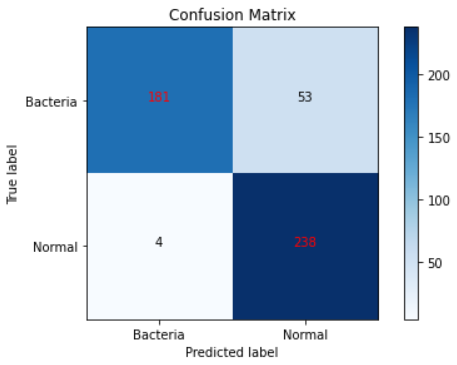 Confusion Matrix
True label
Bacteria
181
53
Normal
4
238
Bacteria
Normal
Predicted label
200
150
100
50